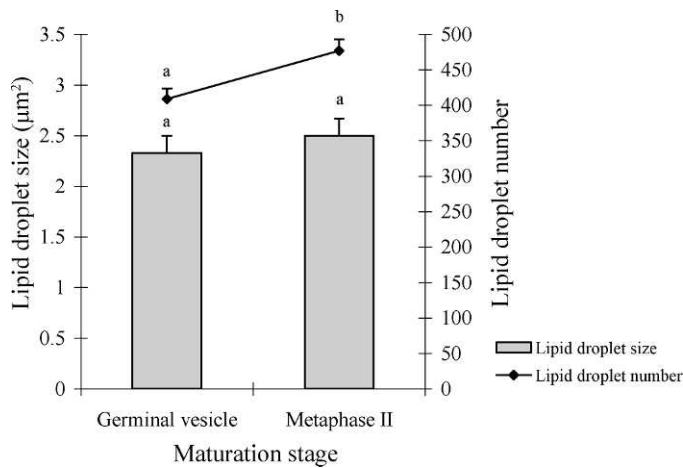 3.5
3
2.5
2
1.5
1
0.5
0
Lipid droplet size (µm²)
a
a
b
a
500
450
400
350
300
250
200
150
100
50
0
Lipid droplet number
Germinal vesicle
Metaphase II
Maturation stage
Lipid droplet size
Lipid droplet number